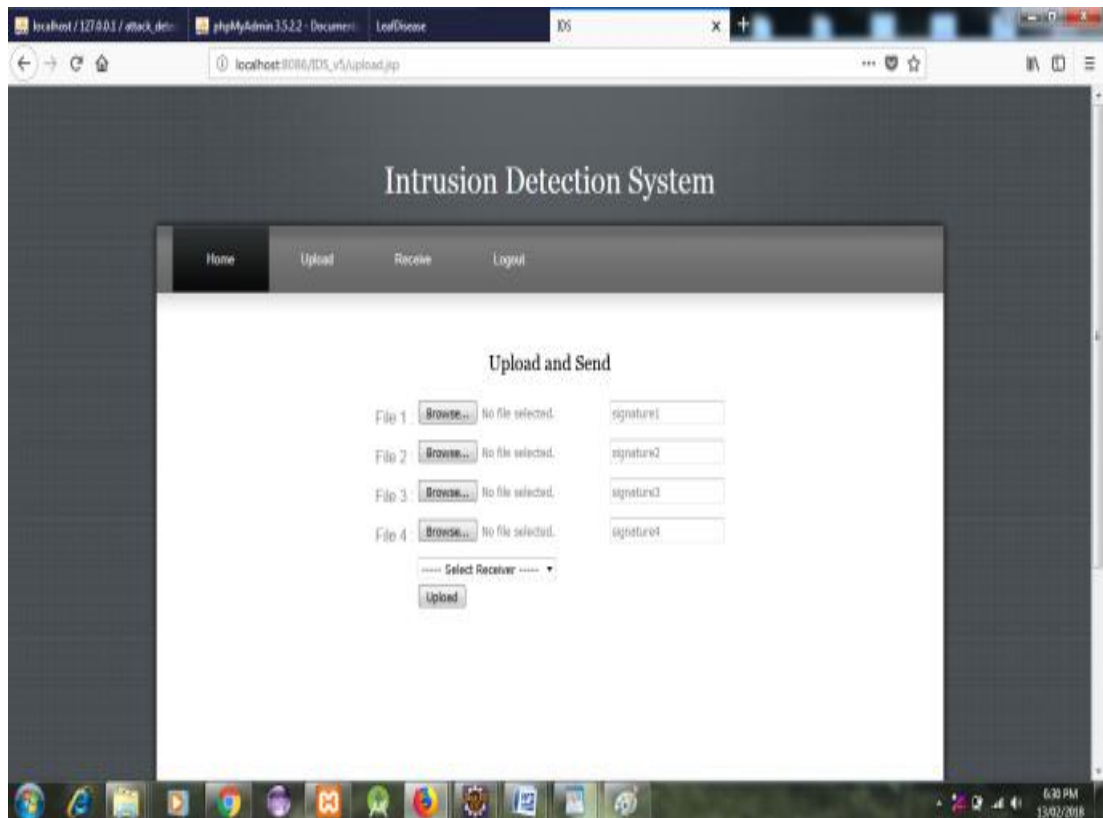 localhost / 127.0.0.1 / attack_dete
phpMyAdmin 3.5.2.2 - Document
LeafDisease
IDS
localhost:8086/IDS_v5/upload.jsp
Intrusion Detection System
Home Upload Receive Logout
Upload and Send
File 1 : Browse... No file selected. signature1
File 2 : Browse... No file selected. signature2
File 3 : Browse... No file selected. signature3
File 4 : Browse... No file selected. signature4
----- Select Receiver -----
Upload
6:30 PM
13/02/2018